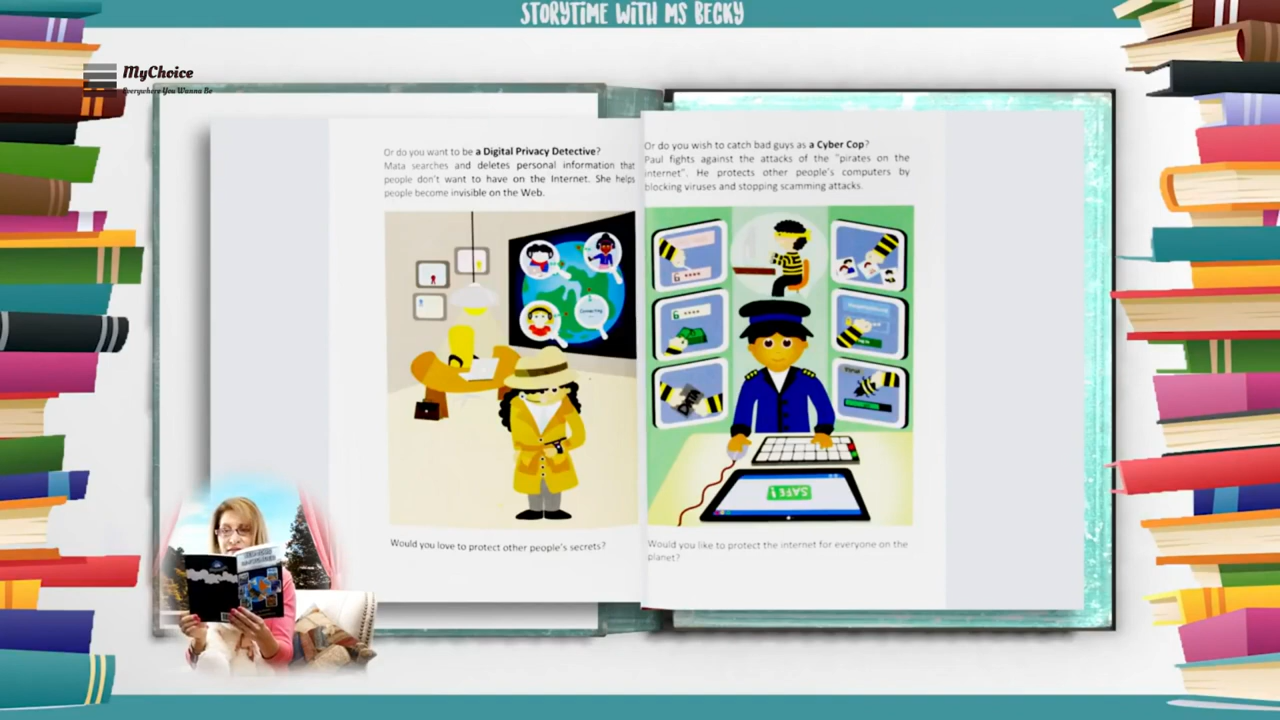 STORYTIME WITH MS BECKY
MyChoice
Everywhere You Wanna Be
Or do you want to be a Digital Privacy Detective?
Mata searches and deletes personal information that
people don't want to have on the Internet. She helps
people become invisible on the Web.
Would you love to protect other people's secrets?
Or do you wish to catch bad guys as a Cyber Cop?
Paul fights against the attacks of the "pirates on the
internet". He protects other people's computers by
blocking viruses and stopping scamming attacks.
DATA
Virus
SAFE!
Would you like to protect the internet for everyone on the
planet?